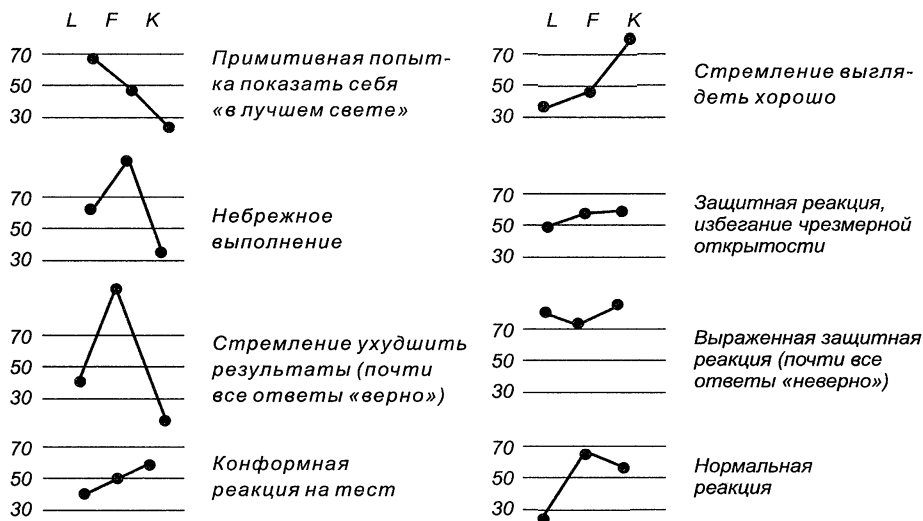 L F K
70
50
30
Примитивная попыт-
ка показать себя
«в лучшем свете»
70
50
30
Небрежное
выполнение
70
50
30
Стремление ухудшить
результаты (почти
все ответы «верно»)
70
50
30
Конформная
реакция на тест
L F K
70
50
30
Стремление выгля-
деть хорошо
70
50
30
Защитная реакция,
избегание чрезмерной
открытости
70
50
30
Выраженная защитная
реакция (почти все
ответы «неверно»)
70
50
30
Нормальная
реакция